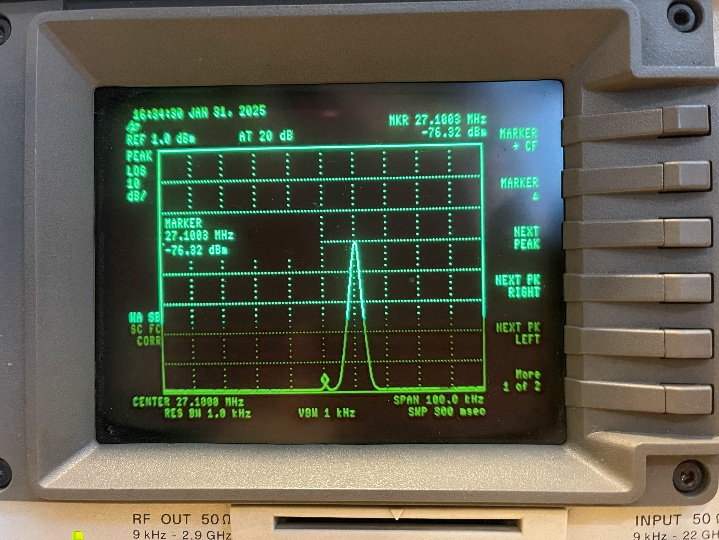 16:34:30 JAN 31, 2025
REF 1.0 dBm AT 20 dB
MKR 27.1003 MHz
-76.32 dBm
PEAK
LOG
10
dB/
MARKER
27.1003 MHz
-76.32 dBm
WA SB
SC FC
CORR
CENTER 27.1000 MHz
SPAN 100.0 kHz
RES BW 1.0 kHz
VBW 1 kHz
SWP 300 msec
MARKER
→ CF
MARKER
Δ
NEXT
PEAK
NEXT PK
RIGHT
NEXT PK
LEFT
More
1 of 2
RF OUT 50Ω
9 kHz - 2.9 GHz
INPUT 50 Ω
9 kHz - 22 GH